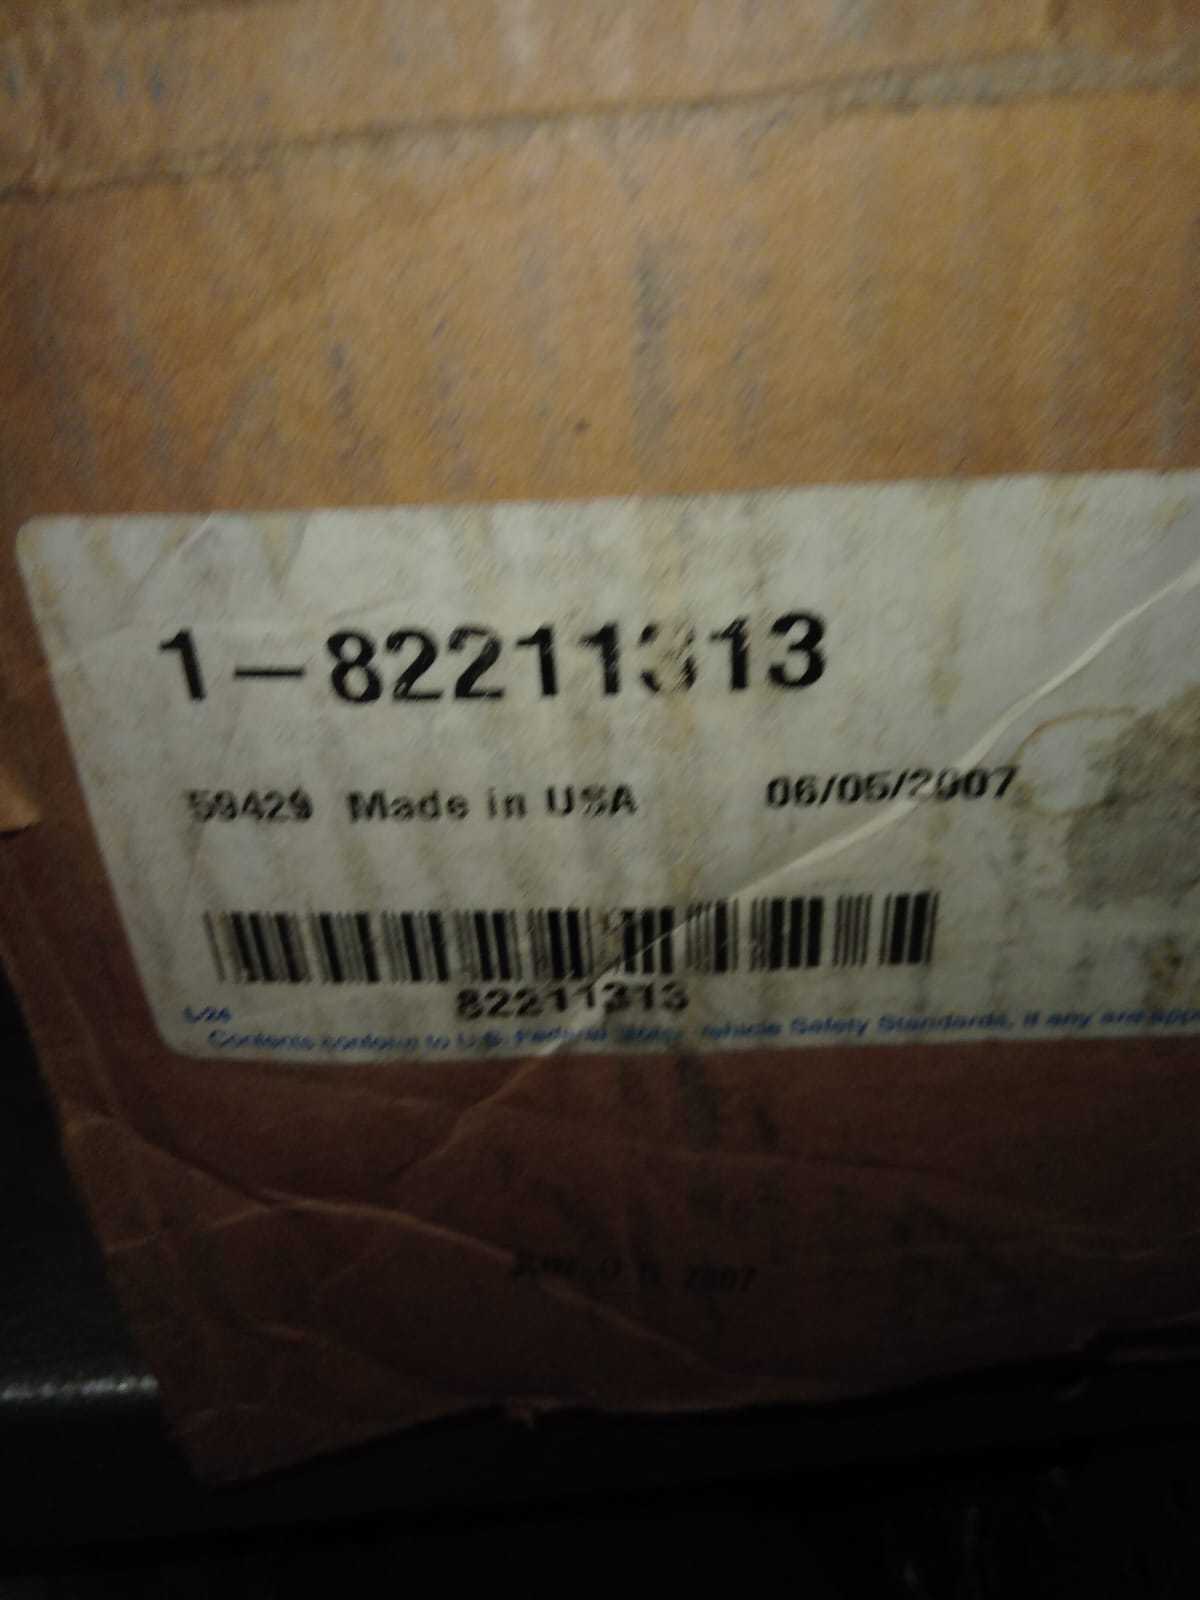 1-82211313
59429 Made in USA 06/05/2007
82211313
Contents conform to U.S. Federal Motor Vehicle Safety Standards, if any are
2007